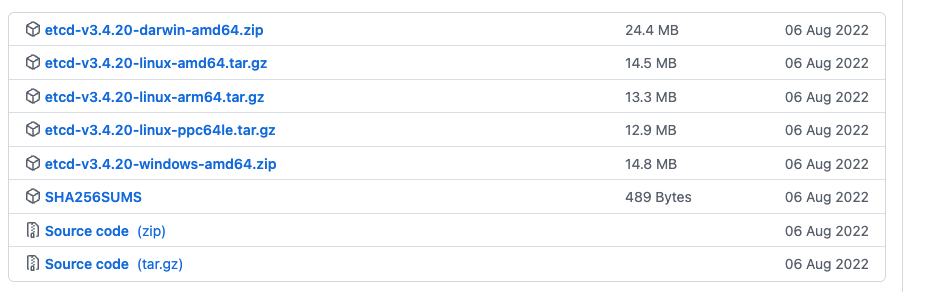 etcd-v3.4.20-darwin-amd64.zip 24.4 MB 06 Aug 2022
etcd-v3.4.20-linux-amd64.tar.gz 14.5 MB 06 Aug 2022
etcd-v3.4.20-linux-arm64.tar.gz 13.3 MB 06 Aug 2022
etcd-v3.4.20-linux-ppc64le.tar.gz 12.9 MB 06 Aug 2022
etcd-v3.4.20-windows-amd64.zip 14.8 MB 06 Aug 2022
SHA256SUMS 489 Bytes 06 Aug 2022
Source code (zip) 06 Aug 2022
Source code (tar.gz) 06 Aug 2022